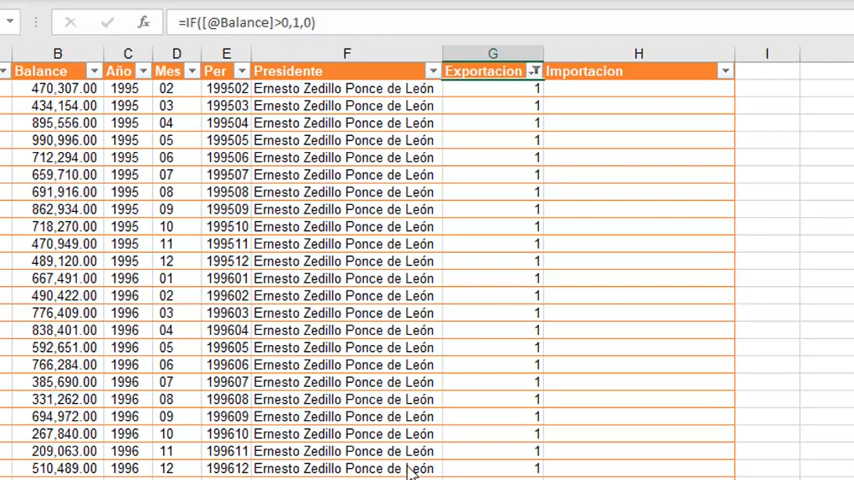 fx =IF([@Balance]>0,1,0)
B C D E F G H I
Balance Año Mes Per Presidente Exportacion Importacion
470,307.00 1995 02 199502 Ernesto Zedillo Ponce de León 1
434,154.00 1995 03 199503 Ernesto Zedillo Ponce de León 1
895,556.00 1995 04 199504 Ernesto Zedillo Ponce de León 1
990,996.00 1995 05 199505 Ernesto Zedillo Ponce de León 1
712,294.00 1995 06 199506 Ernesto Zedillo Ponce de León 1
659,710.00 1995 07 199507 Ernesto Zedillo Ponce de León 1
691,916.00 1995 08 199508 Ernesto Zedillo Ponce de León 1
862,934.00 1995 09 199509 Ernesto Zedillo Ponce de León 1
718,270.00 1995 10 199510 Ernesto Zedillo Ponce de León 1
470,949.00 1995 11 199511 Ernesto Zedillo Ponce de León 1
489,120.00 1995 12 199512 Ernesto Zedillo Ponce de León 1
667,491.00 1996 01 199601 Ernesto Zedillo Ponce de León 1
490,422.00 1996 02 199602 Ernesto Zedillo Ponce de León 1
776,409.00 1996 03 199603 Ernesto Zedillo Ponce de León 1
838,401.00 1996 04 199604 Ernesto Zedillo Ponce de León 1
592,651.00 1996 05 199605 Ernesto Zedillo Ponce de León 1
766,284.00 1996 06 199606 Ernesto Zedillo Ponce de León 1
385,690.00 1996 07 199607 Ernesto Zedillo Ponce de León 1
331,262.00 1996 08 199608 Ernesto Zedillo Ponce de León 1
694,972.00 1996 09 199609 Ernesto Zedillo Ponce de León 1
267,840.00 1996 10 199610 Ernesto Zedillo Ponce de León 1
209,063.00 1996 11 199611 Ernesto Zedillo Ponce de León 1
510,489.00 1996 12 199612 Ernesto Zedillo Ponce de León 1